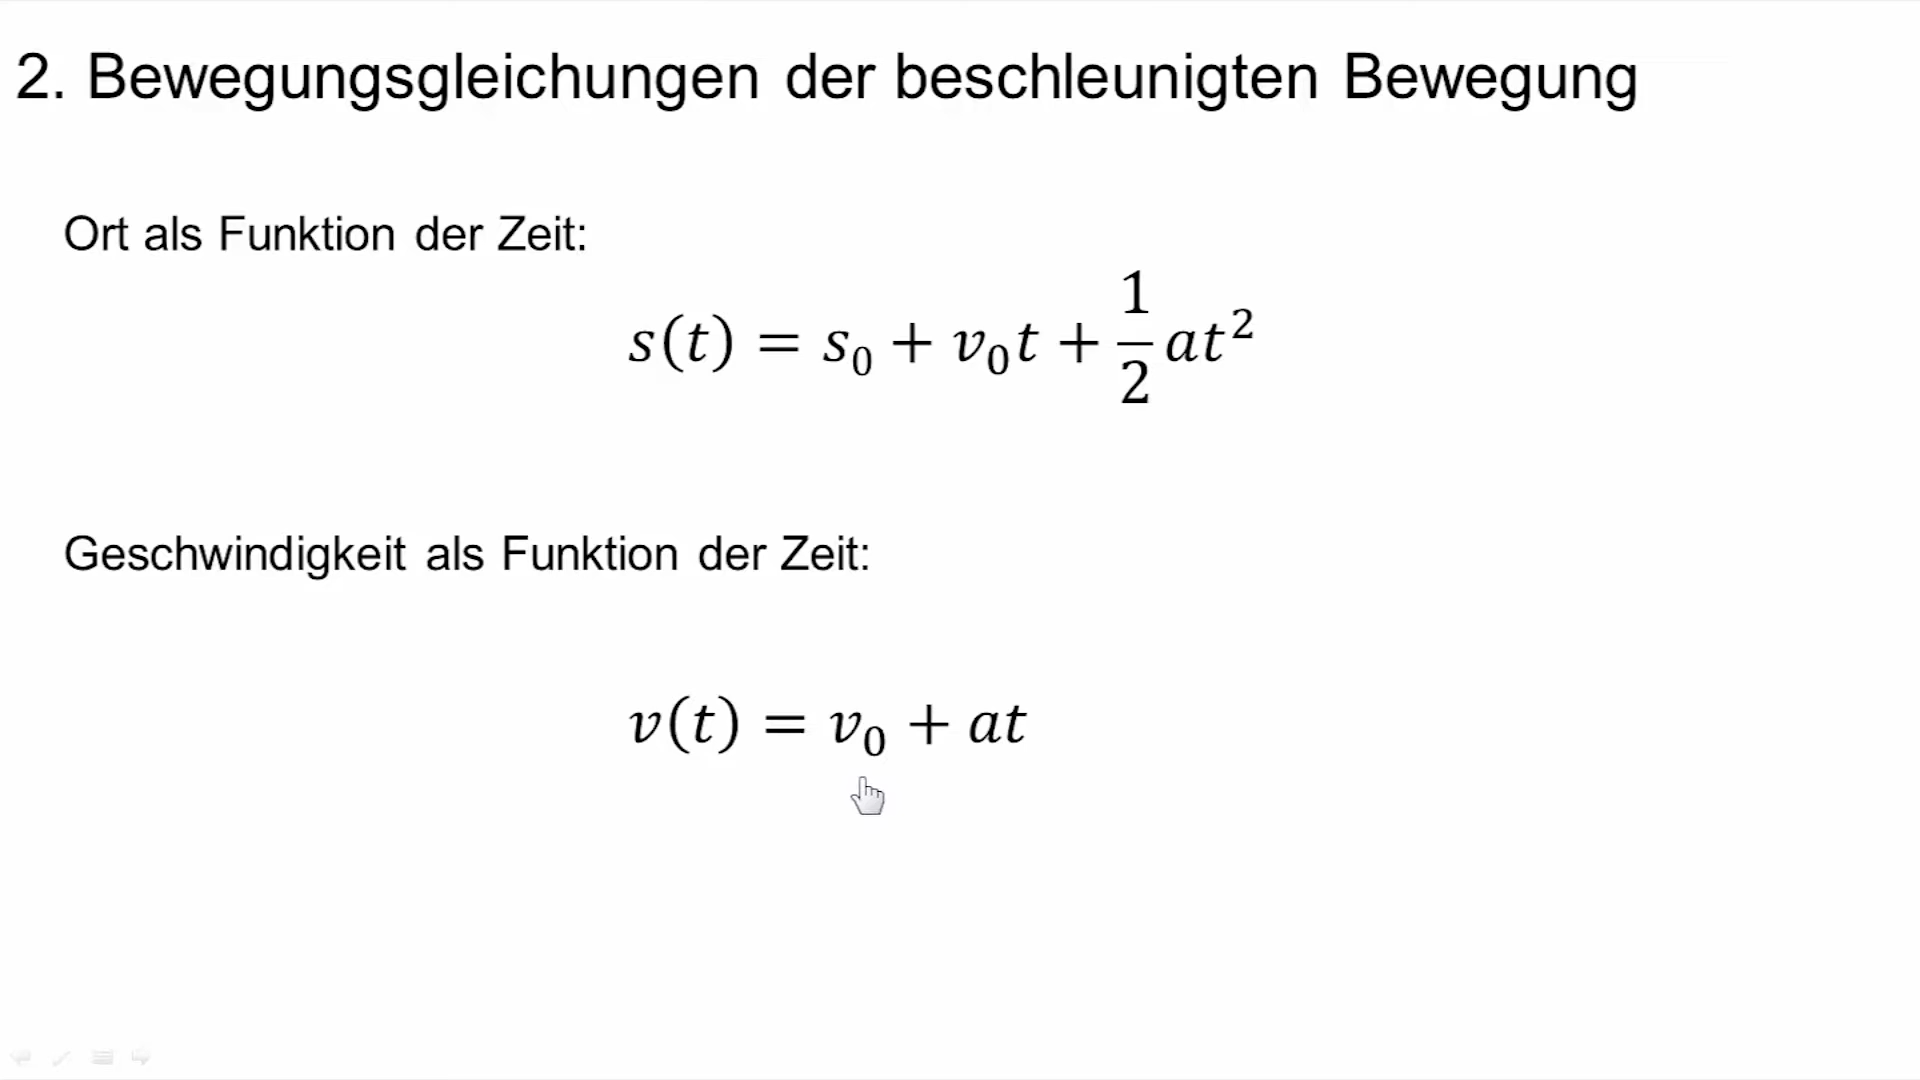 2. Bewegungsgleichungen der beschleunigten Bewegung
Ort als Funktion der Zeit:
s(t) = s₀ + v₀t + ½at²
Geschwindigkeit als Funktion der Zeit:
v(t) = v₀ + at